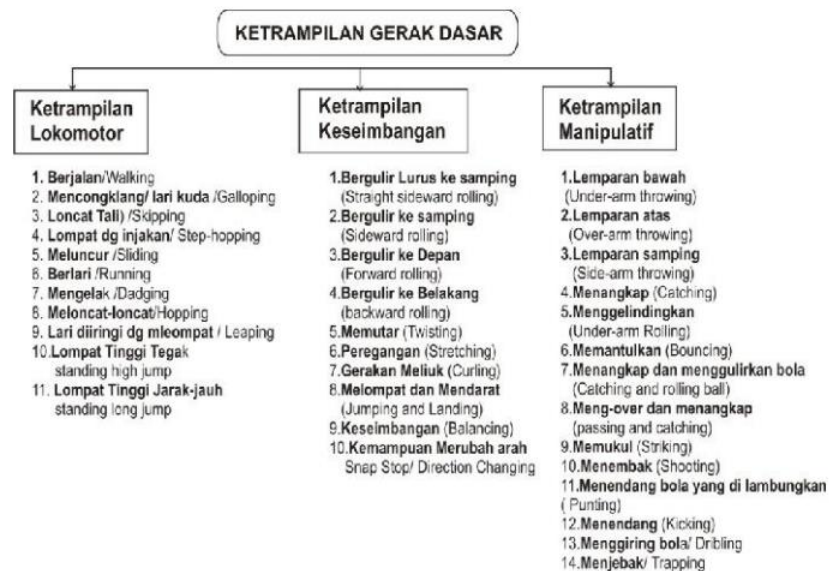 KETRAMPILAN GERAK DASAR
Ketrampilan
Lokomotor
1. Berjalan/Walking
2. Mencongklang/ lari kuda /Galloping
3. Loncat Tali) /Skipping
4. Lompat dg injakan/ Step-hopping
5. Meluncur /Sliding
6. Berlari /Running
7. Mengelak /Dadging
8. Meloncat-loncat/Hopping
9. Lari diiringi dg mleompat / Leaping
10.Lompat Tinggi Tegak
standing high jump
11. Lompat Tinggi Jarak-jauh
standing long jump
Ketrampilan
Keseimbangan
1.Bergulir Lurus ke samping
(Straight sideward rolling)
2.Bergulir ke samping
(Sideward rolling)
3.Bergulir ke Depan
(Forward rolling)
4.Bergulir ke Belakang
(backward rolling)
5.Memutar (Twisting)
6.Peregangan (Stretching)
7.Gerakan Meliuk (Curling)
8.Melompat dan Mendarat
(Jumping and Landing)
9.Keseimbangan (Balancing)
10.Kemampuan Merubah arah
Snap Stop/ Direction Changing
Ketrampilan
Manipulatif
1.Lemparan bawah
(Under-arm throwing)
2.Lemparan atas
(Over-arm throwing)
3.Lemparan samping
(Side-arm throwing)
4.Menangkap (Catching)
5.Menggelindingkan
(Under-arm Rolling)
6.Memantulkan (Bouncing)
7.Menangkap dan menggulirkan bola
(Catching and rolling ball)
8.Meng-over dan menangkap
(passing and catching)
9.Memukul (Striking)
10.Menembak (Shooting)
11.Menendang bola yang di lambungkan
( Punting)
12.Menendang (Kicking)
13.Menggiring bola/ Dribling
14.Menjebak/ Trapping